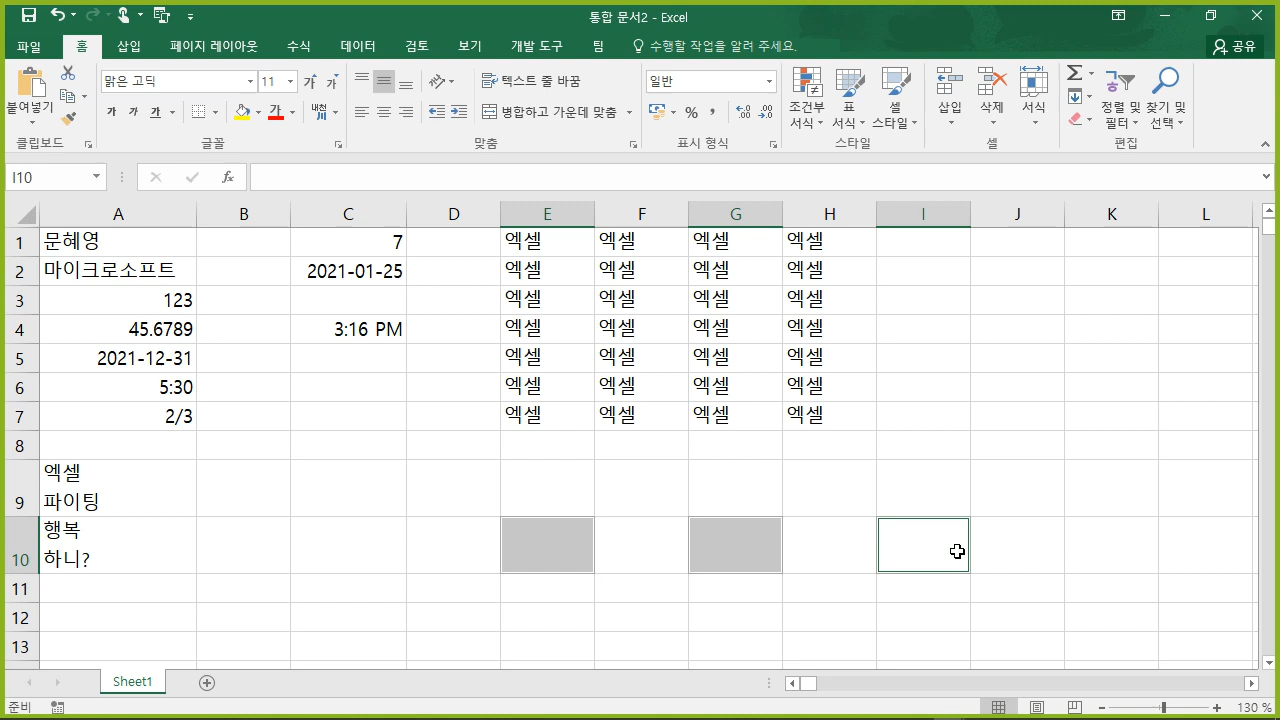 통합 문서2 - Excel
파일 홈 삽입 페이지 레이아웃 수식 데이터 검토 보기 개발 도구 팀 수행할 작업을 알려 주세요. 공유
붙여넣기
맑은 고딕 11 가 가
가 가 가 가 내천
텍스트 줄 바꿈
병합하고 가운데 맞춤
일반
% ,
조건부 서식
표 서식
셀 스타일
삽입 삭제 서식
정렬 및 필터
찾기 및 선택
클립보드 글꼴 맞춤 표시 형식 스타일 셀 편집
I10 fx
A B C D E F G H I J K L
1 문혜영 7 엑셀 엑셀 엑셀 엑셀
2 마이크로소프트 2021-01-25 엑셀 엑셀 엑셀 엑셀
3 123 엑셀 엑셀 엑셀 엑셀
4 45.6789 3:16 PM 엑셀 엑셀 엑셀 엑셀
5 2021-12-31 엑셀 엑셀 엑셀 엑셀
6 5:30 엑셀 엑셀 엑셀 엑셀
7 2/3 엑셀 엑셀 엑셀 엑셀
8
엑셀
9 파이팅
행복
10 하니?
11
12
13
Sheet1
준비 130 %